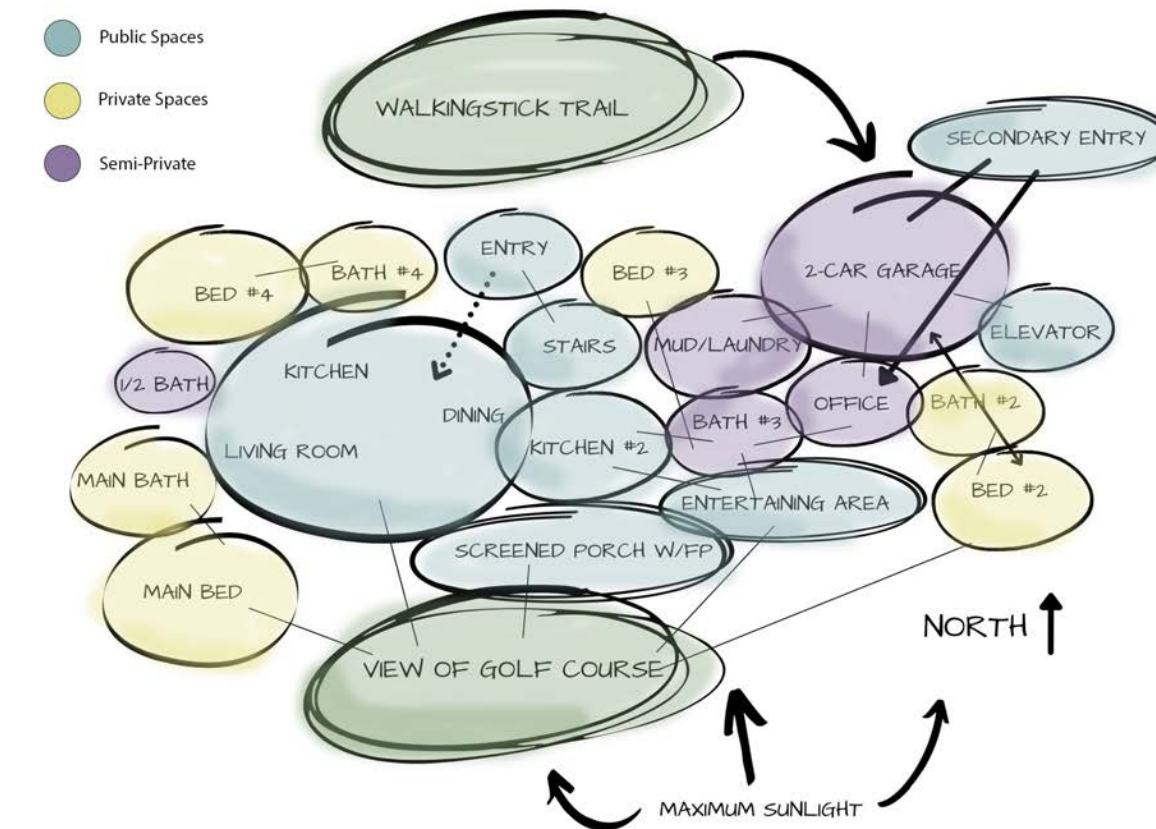 Public Spaces
Private Spaces
Semi-Private
WALKINGSTICK TRAIL
SECONDARY ENTRY
ENTRY
BED #4
BATH #4
BED #3
2-CAR GARAGE
KITCHEN
STAIRS
MUD/LAUNDRY
ELEVATOR
1/2 BATH
DINING
BATH #3
OFFICE
BATH #2
LIVING ROOM
KITCHEN #2
MAIN BATH
ENTERTAINING AREA
BED #2
SCREENED PORCH W/FP
MAIN BED
NORTH
VIEW OF GOLF COURSE
MAXIMUM SUNLIGHT